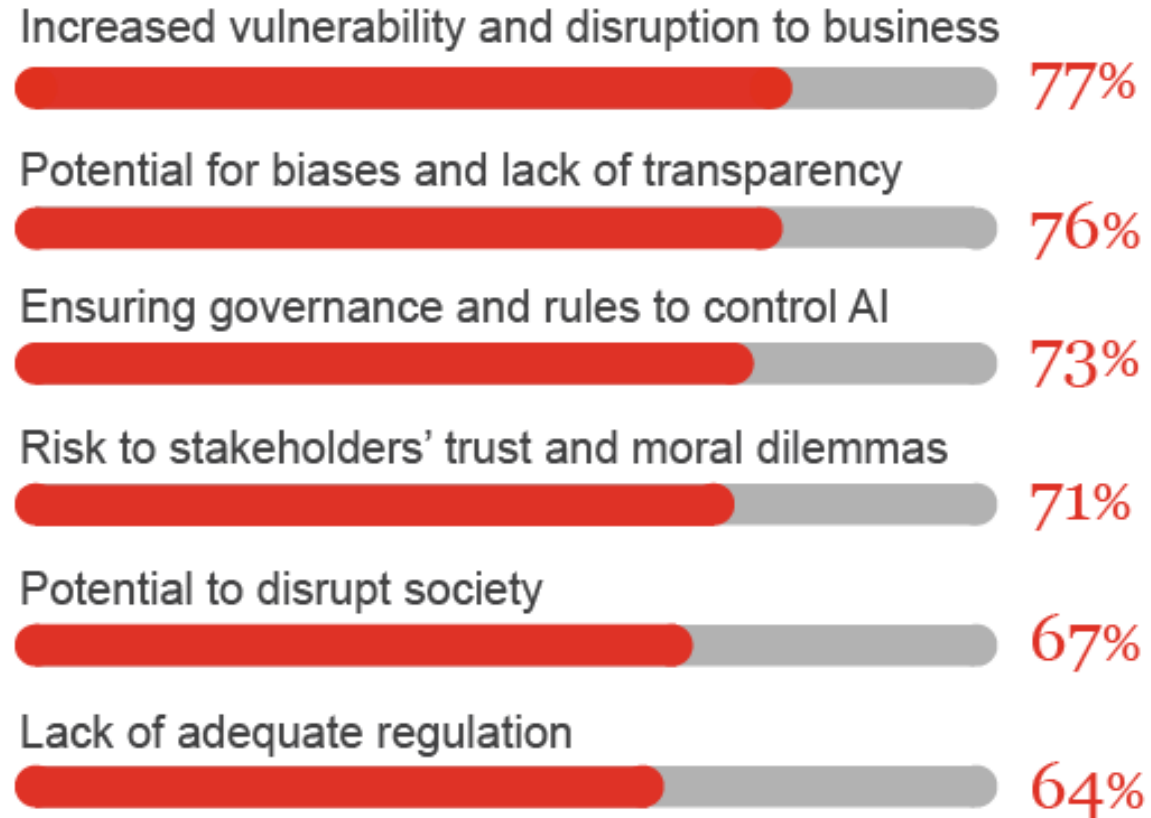 Increased vulnerability and disruption to business
77%
Potential for biases and lack of transparency
76%
Ensuring governance and rules to control AI
73%
Risk to stakeholders’ trust and moral dilemmas
71%
Potential to disrupt society
67%
Lack of adequate regulation
64%